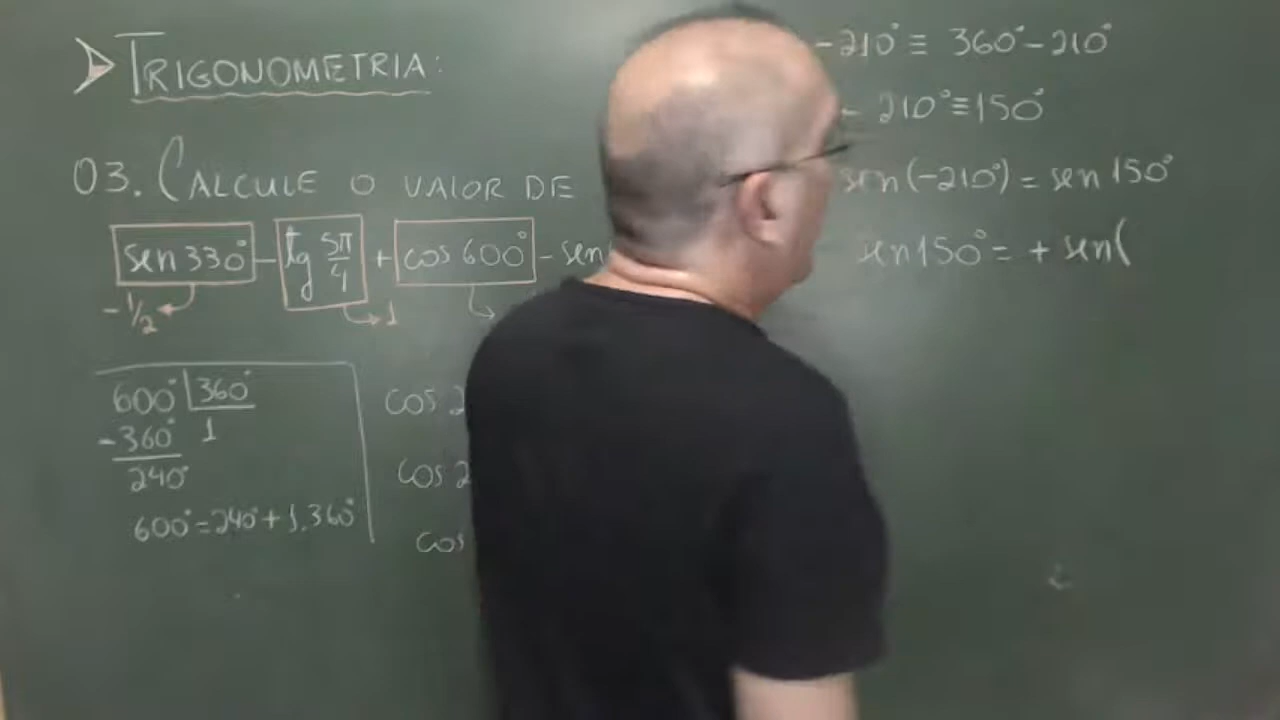 TRIGONOMETRIA:
03. CALCULE O VALOR DE
sen 330° - tg 5π/4 + cos 600° - sen
-1/2
1
600° | 360°
-360° 1
240°
600° = 240° + 1.360°
cos 2
cos 2
cos
-210° ≡ 360° - 210°
- 210° ≡ 150°
sen(-210°) = sen 150°
sen 150° = + sen(